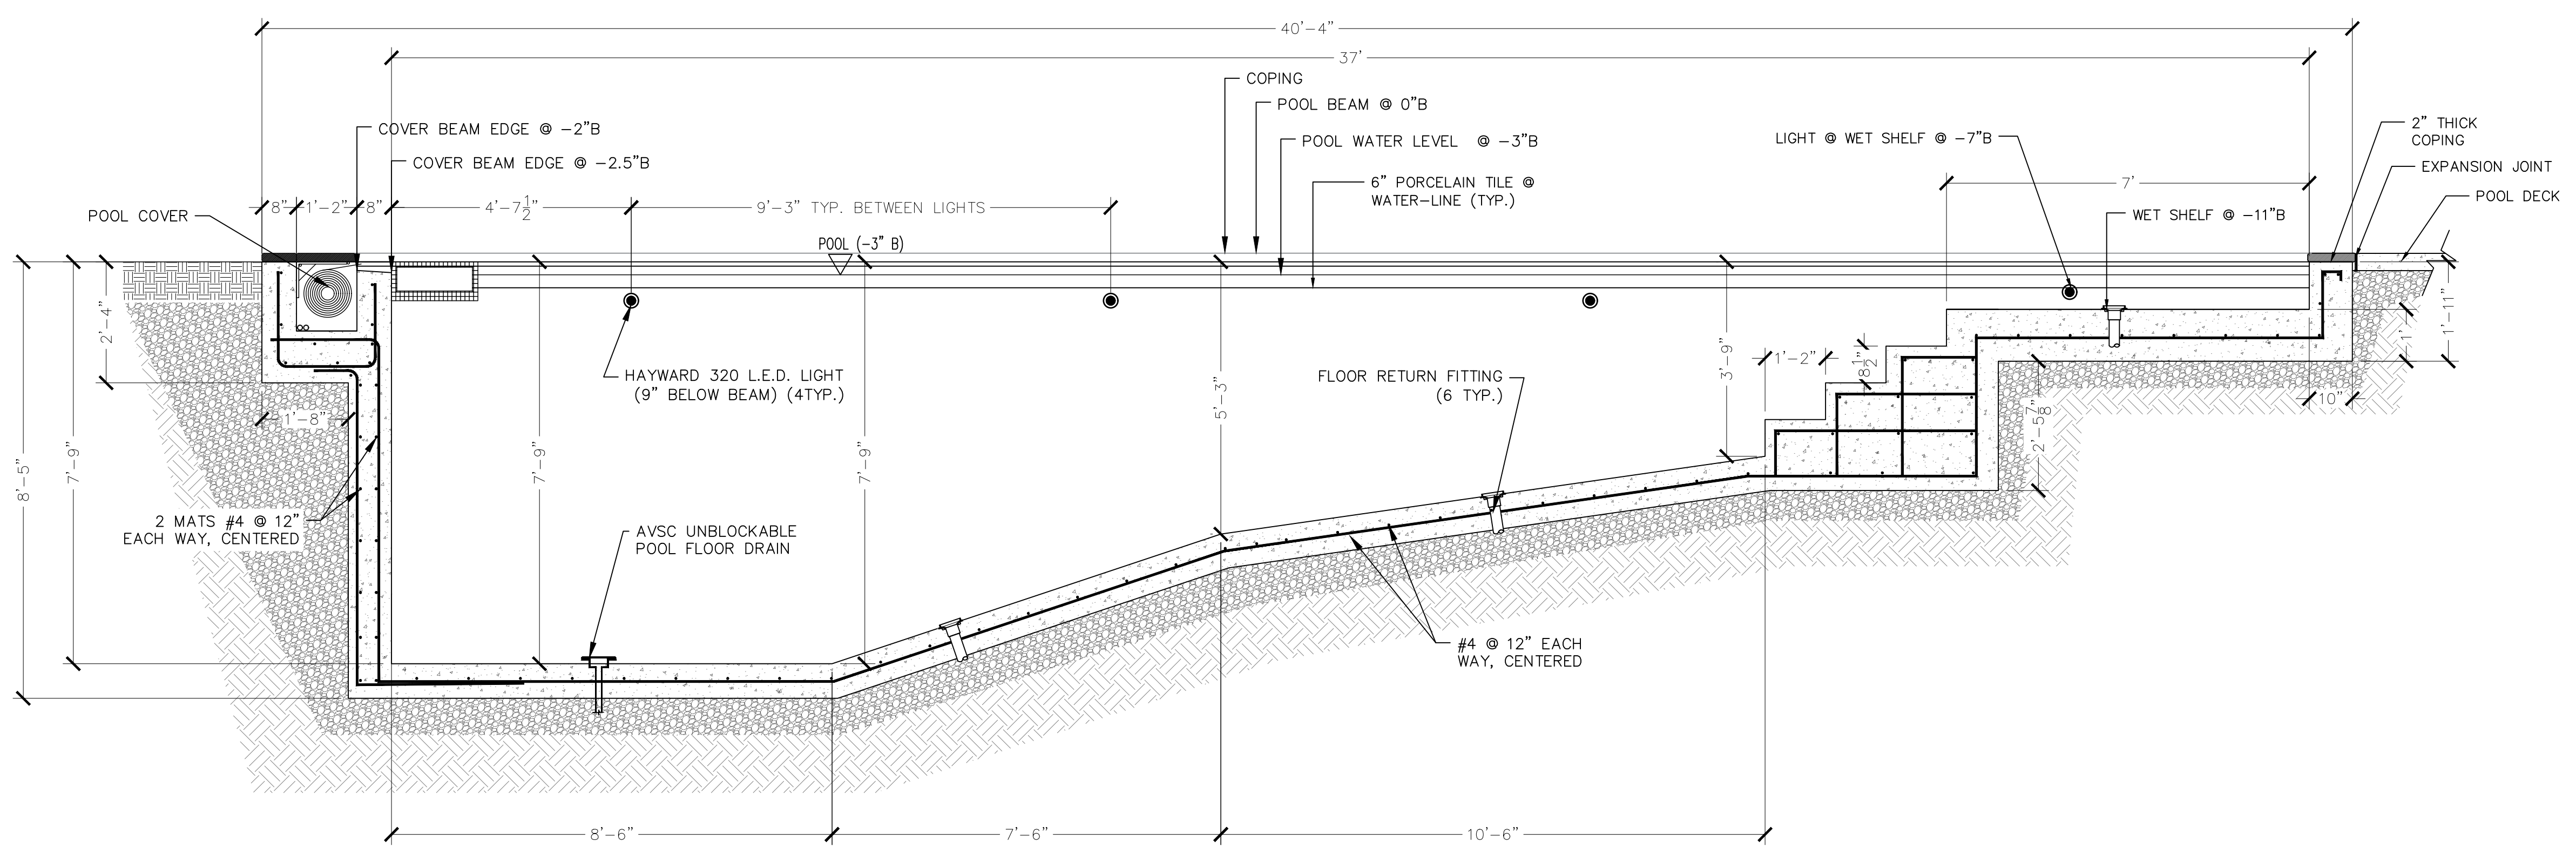 40'-4"
37'
COPING
POOL BEAM @ 0"B
COVER BEAM EDGE @ -2"B
POOL WATER LEVEL @ -3"B
LIGHT @ WET SHELF @ -7"B
2" THICK
COPING
COVER BEAM EDGE @ -2.5"B
EXPANSION JOINT
6" PORCELAIN TILE @
WATER-LINE (TYP.)
7'
POOL DECK
POOL COVER
8"
1'-2"
8"
4'-7 1/2"
9'-3" TYP. BETWEEN LIGHTS
WET SHELF @ -11"B
POOL (-3" B)
2'-4"
1'-8"
HAYWARD 320 L.E.D. LIGHT
(9" BELOW BEAM) (4TYP.)
5'-3"
FLOOR RETURN FITTING
(6 TYP.)
3'-9"
1'-2"
8 1/2"
1'
1'-11"
10"
2'-5 7/8"
8'-5"
7'-9"
7'-9"
7'-9"
2 MATS #4 @ 12"
EACH WAY, CENTERED
AVSC UNBLOCKABLE
POOL FLOOR DRAIN
#4 @ 12" EACH
WAY, CENTERED
8'-6"
7'-6"
10'-6"